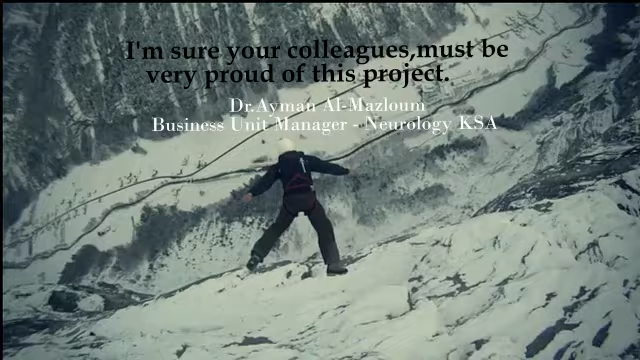 I'm sure your colleagues,must be
very proud of this project.
Dr.Ayman Al-Mazloum
Business Unit Manager - Neurology KSA